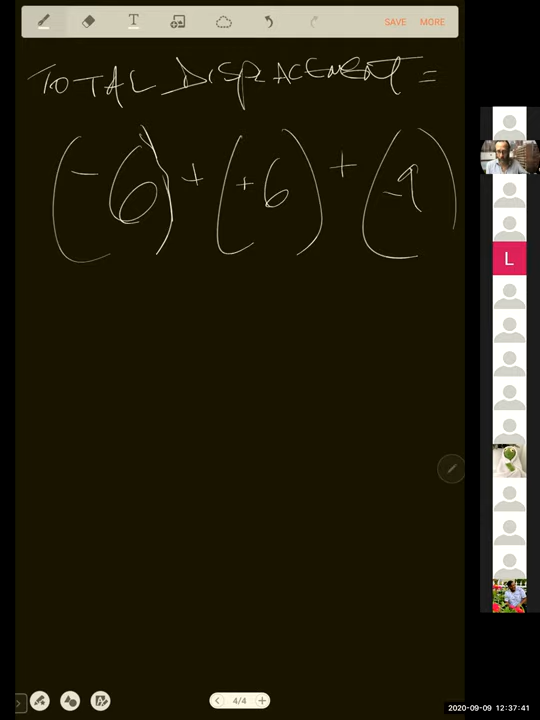 T
SAVE
MORE
TOTAL DISPLACEMENT =
(-6) + (+6) + (-9)
L
4/4
2020-09-09 12:37:41